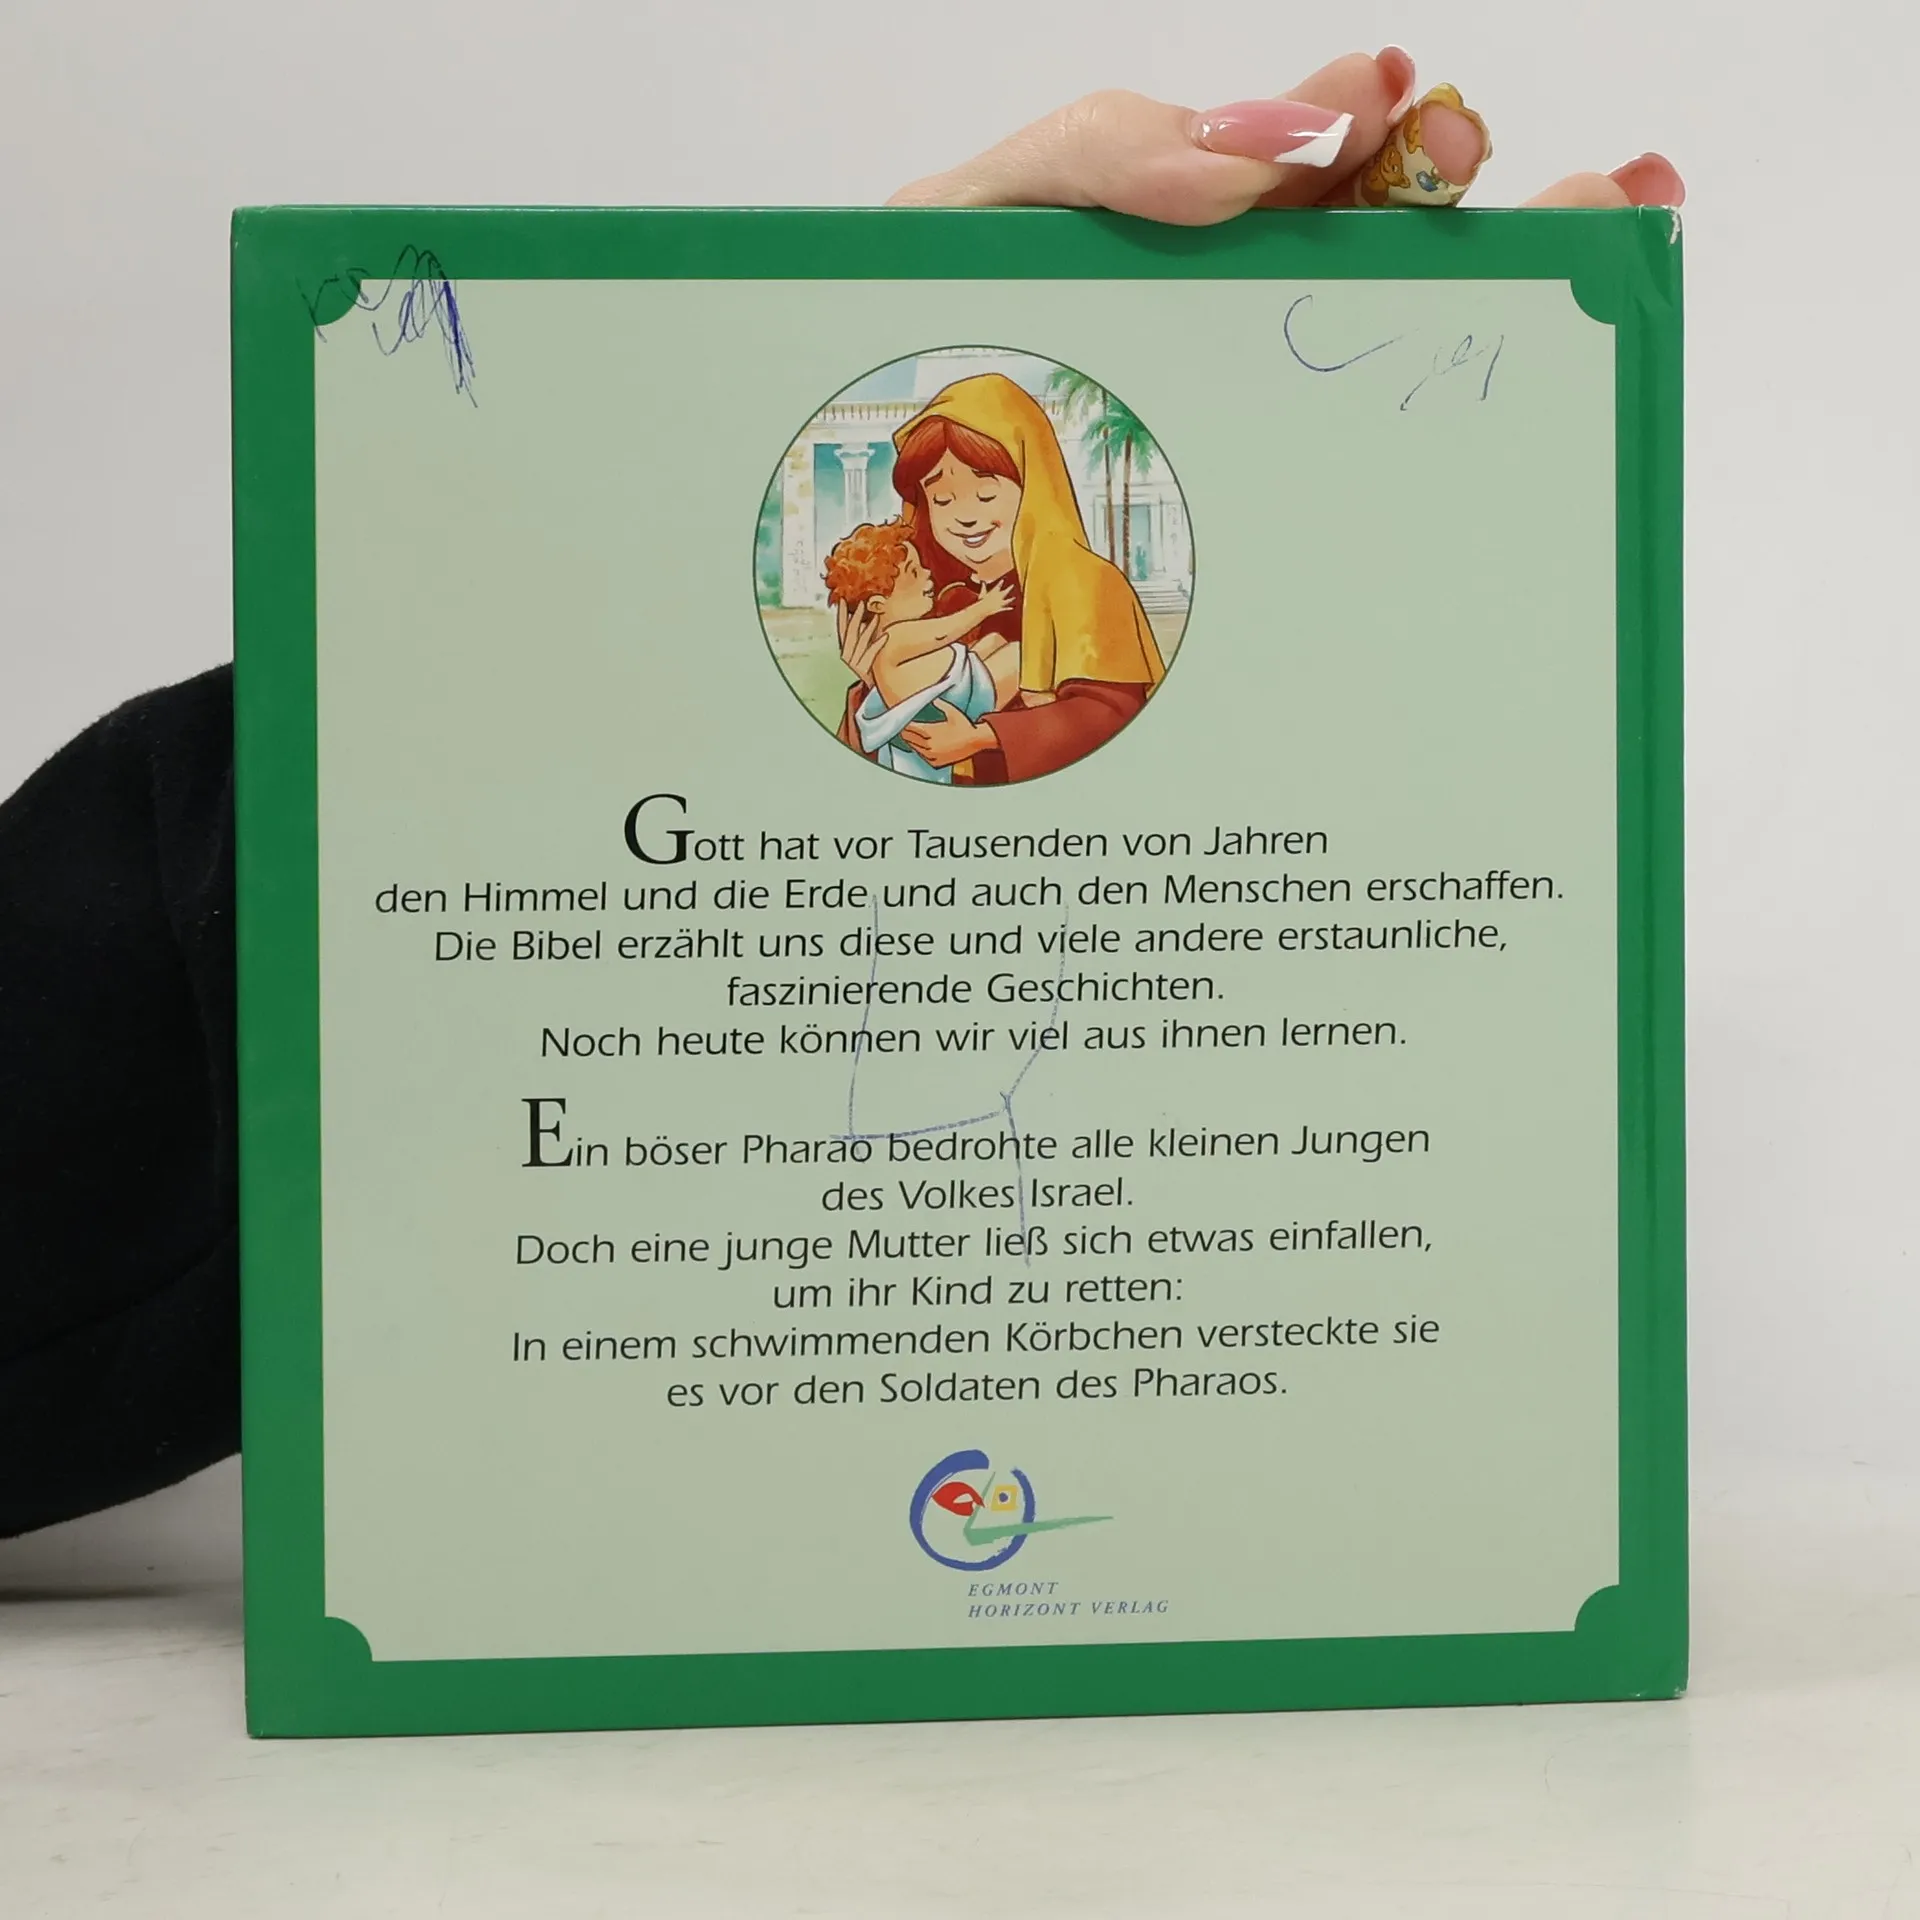 Gott hat vor Tausenden von Jahren
den Himmel und die Erde und auch den Menschen erschaffen.
Die Bibel erzählt uns diese und viele andere erstaunliche,
faszinierende Geschichten.
Noch heute können wir viel aus ihnen lernen.
Ein böser Pharao bedrohte alle kleinen Jungen
des Volkes Israel.
Doch eine junge Mutter ließ sich etwas einfallen,
um ihr Kind zu retten:
In einem schwimmenden Körbchen versteckte sie
es vor den Soldaten des Pharaos.
EGMONT
HORIZONT VERLAG